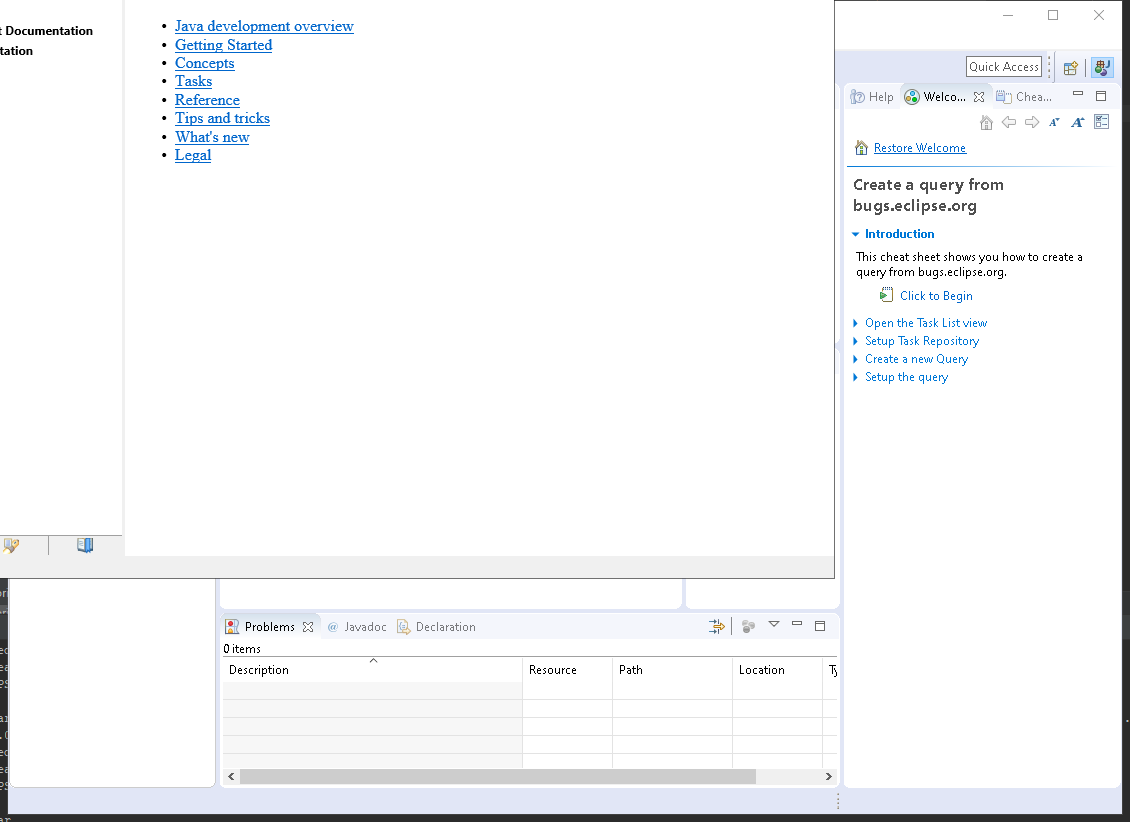 t Documentation
tation
Java development overview
Getting Started
Concepts
Tasks
Reference
Tips and tricks
What's new
Legal
Quick Access
Help Welco... Chea...
Restore Welcome
Create a query from
bugs.eclipse.org
Introduction
This cheat sheet shows you how to create a
query from bugs.eclipse.org.
Click to Begin
Open the Task List view
Setup Task Repository
Create a new Query
Setup the query
Problems @ Javadoc Declaration
0 items
Description Resource Path Location Ty